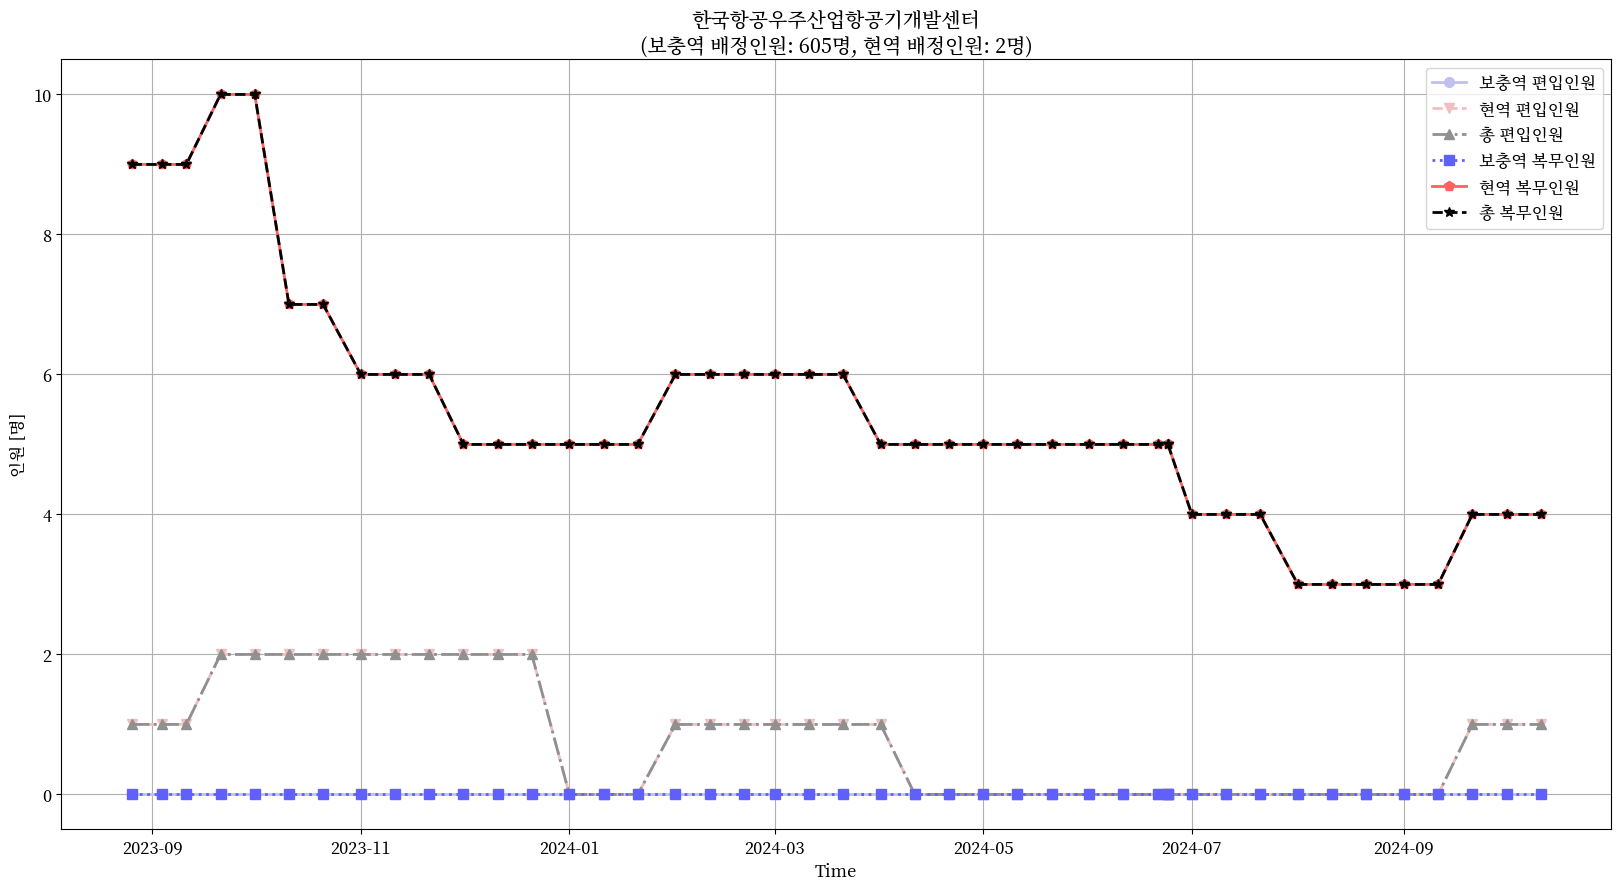 한국항공우주산업항공기개발센터
(보충역 배정인원: 605명, 현역 배정인원: 2명)
보충역 편입인원
현역 편입인원
총 편입인원
보충역 복무인원
현역 복무인원
총 복무인원
인원 [명]
10
8
6
4
2
0
2023-09
2023-11
2024-01
2024-03
2024-05
2024-07
2024-09
Time